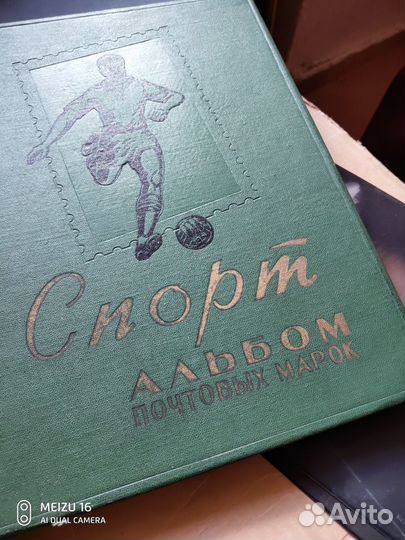 Спорт
АЛЬБОМ
ПОЧТОВЫХ МАРОК
MEIZU 16
AI DUAL CAMERA
Avito